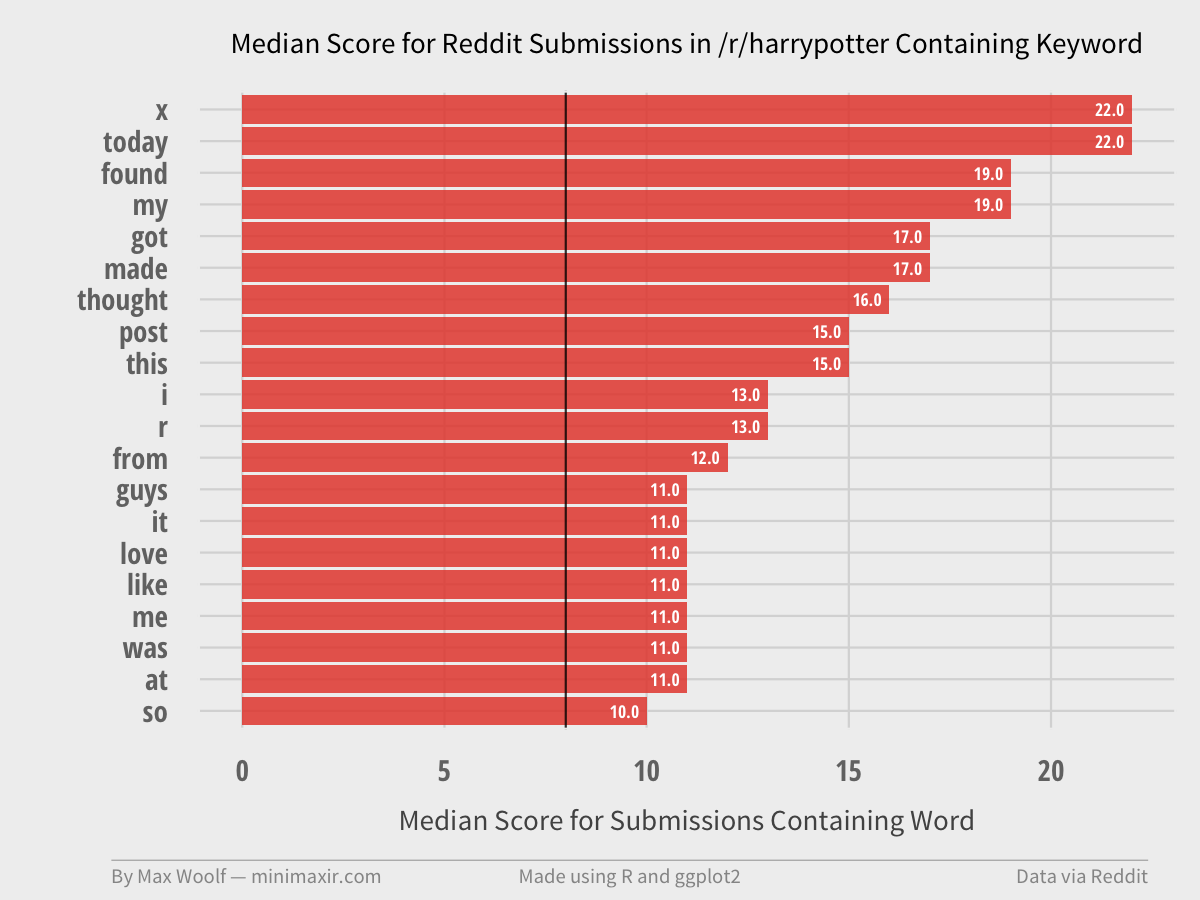 Median Score for Reddit Submissions in /r/harrypotter Containing Keyword
x 22.0
today 22.0
found 19.0
my 19.0
got 17.0
made 17.0
thought 16.0
post 15.0
this 15.0
i 13.0
r 13.0
from 12.0
guys 11.0
it 11.0
love 11.0
like 11.0
me 11.0
was 11.0
at 11.0
so 10.0
0 5 10 15 20
Median Score for Submissions Containing Word
By Max Woolf — minimaxir.com Made using R and ggplot2 Data via Reddit